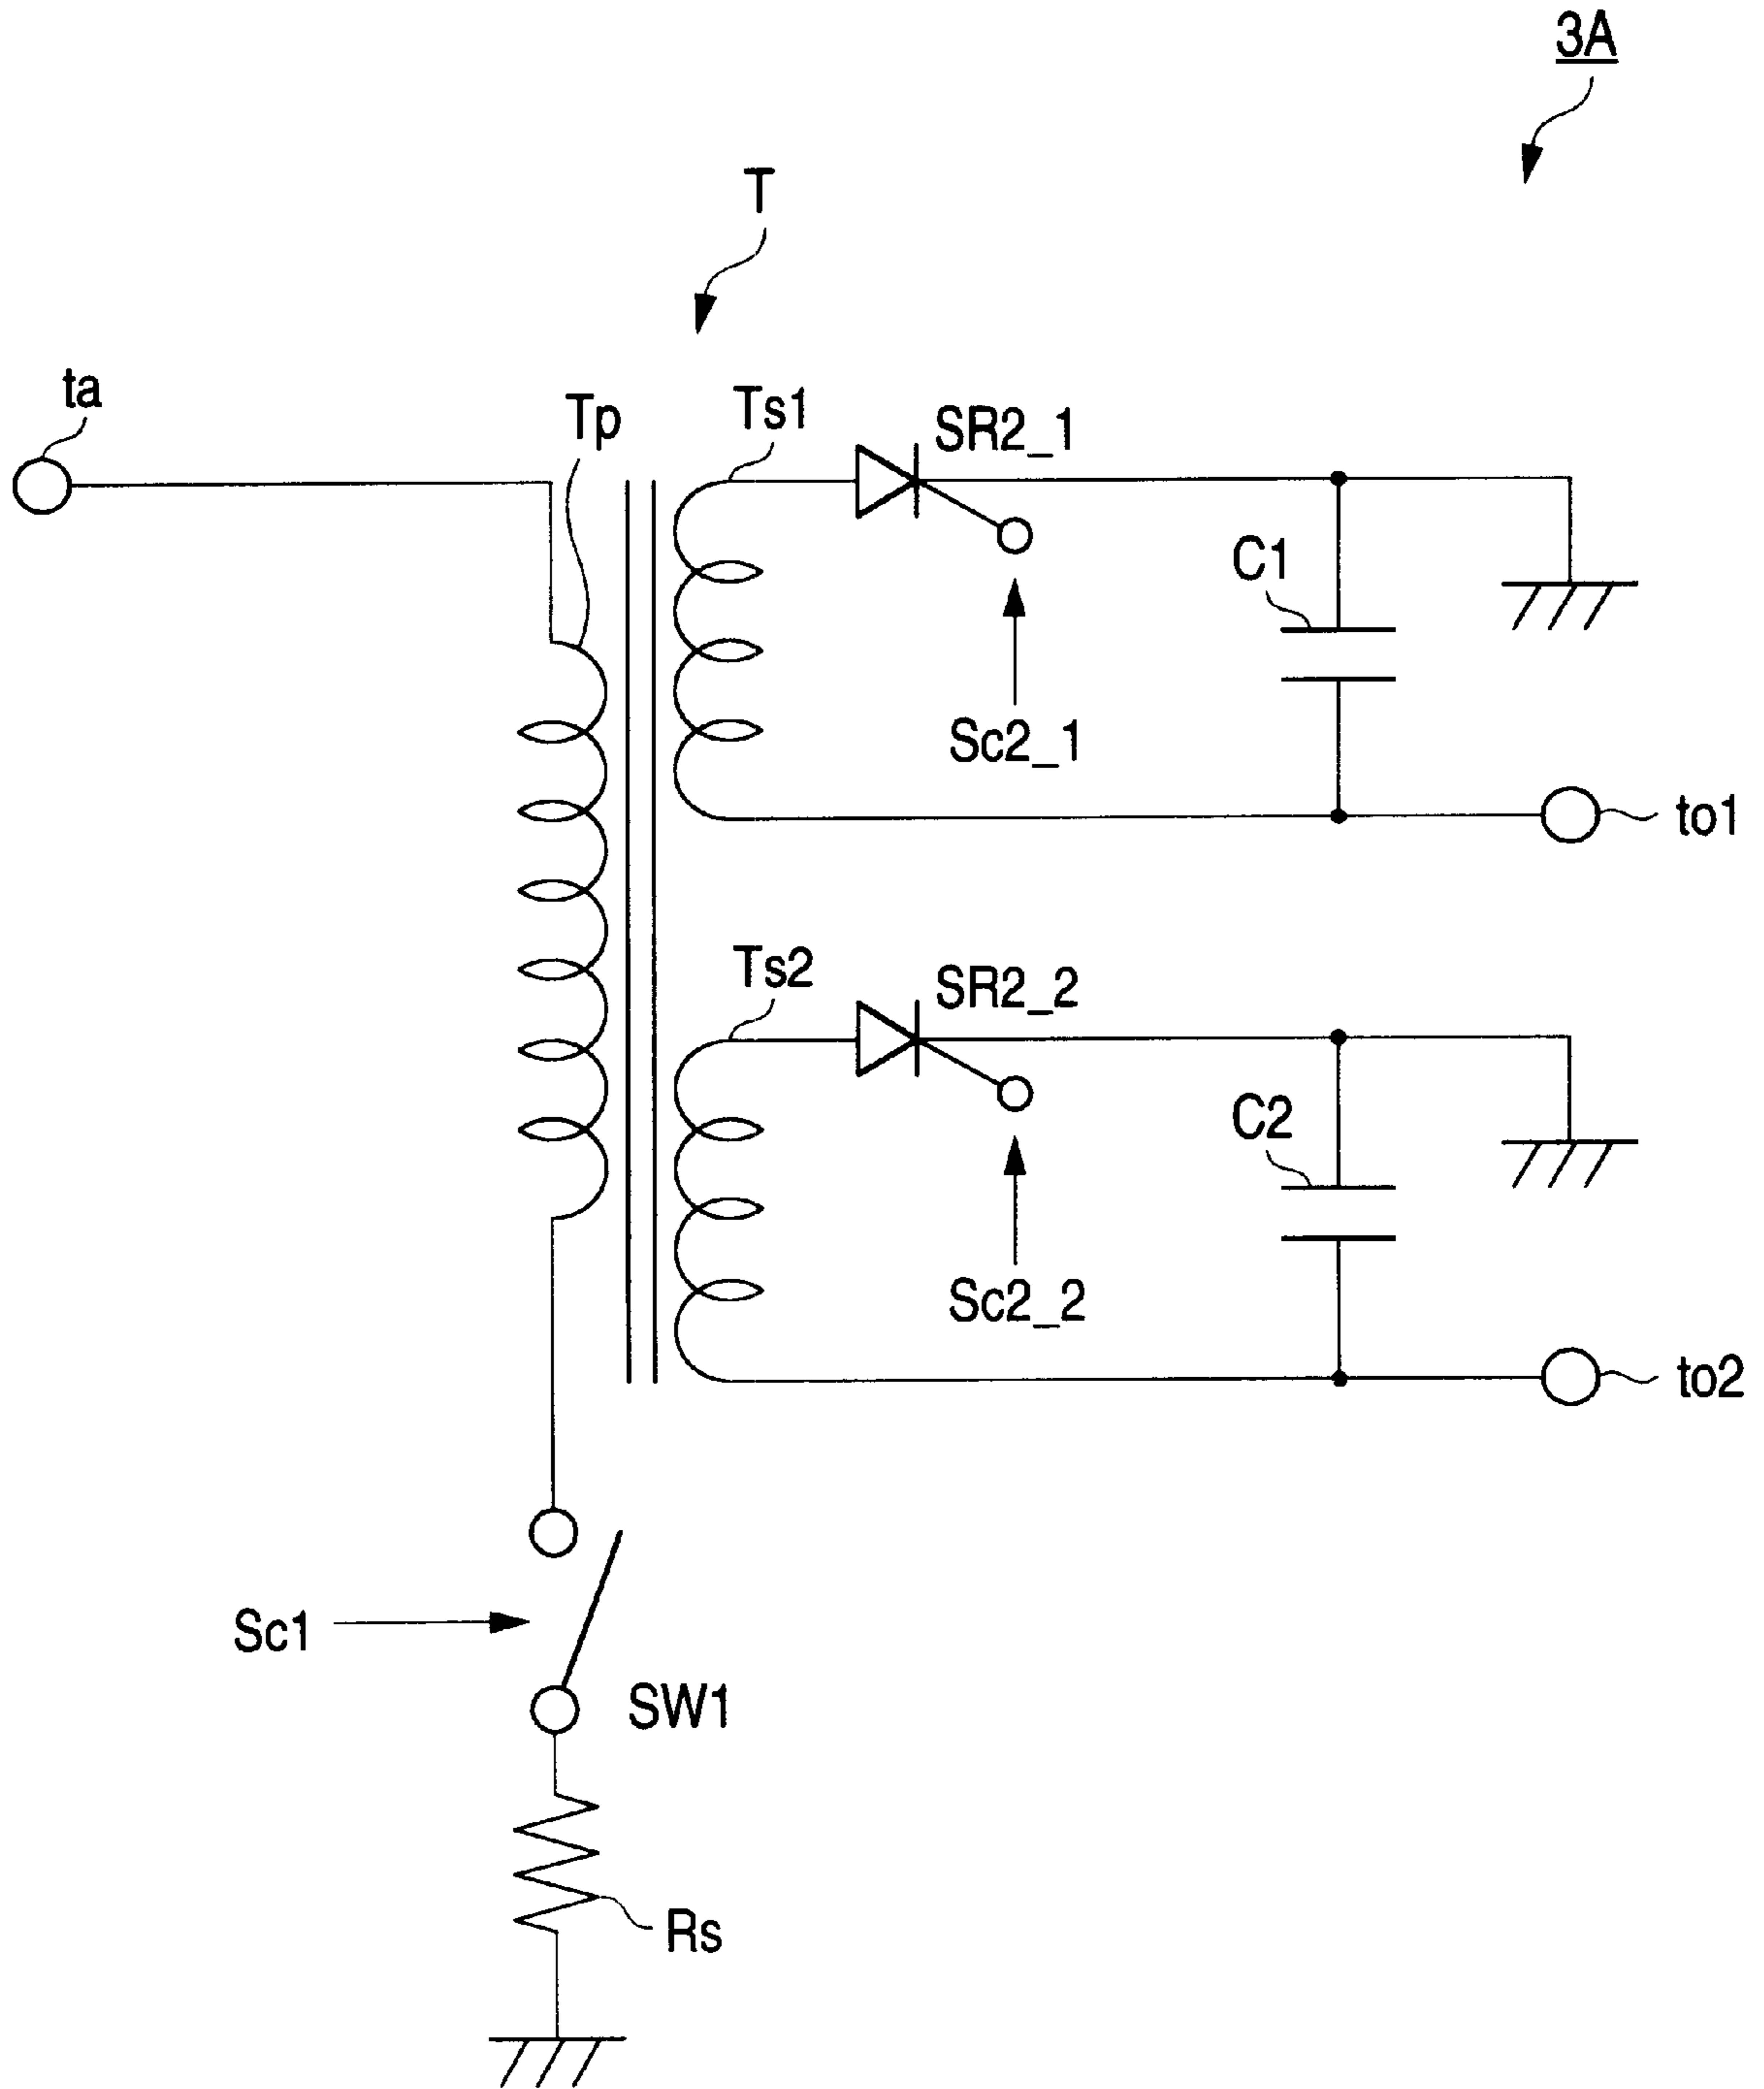 3A
T
ta
Tp
Ts1
SR2_1
C1
Sc2_1
to1
Ts2
SR2_2
C2
Sc2_2
to2
Sc1
SW1
Rs